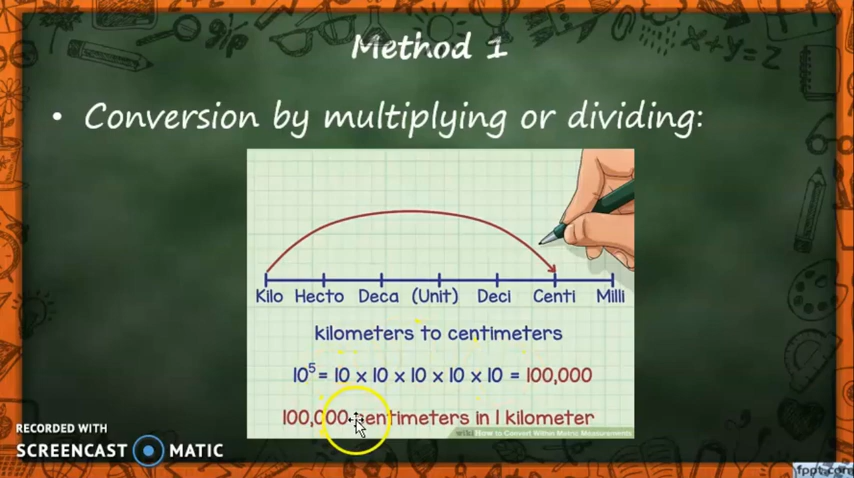 Method 1
• Conversion by multiplying or dividing:
Kilo Hecto Deca (Unit) Deci Centi Milli
kilometers to centimeters
10⁵ = 10 x 10 x 10 x 10 x 10 = 100,000
100,000 centimeters in 1 kilometer
wikiHow to Convert Within Metric Measurements
RECORDED WITH
SCREENCAST MATIC
fppt.com
x+y=z